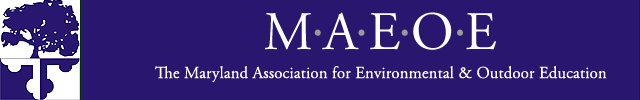 M·A·E·O·E
The Maryland Association for Environmental & Outdoor Education